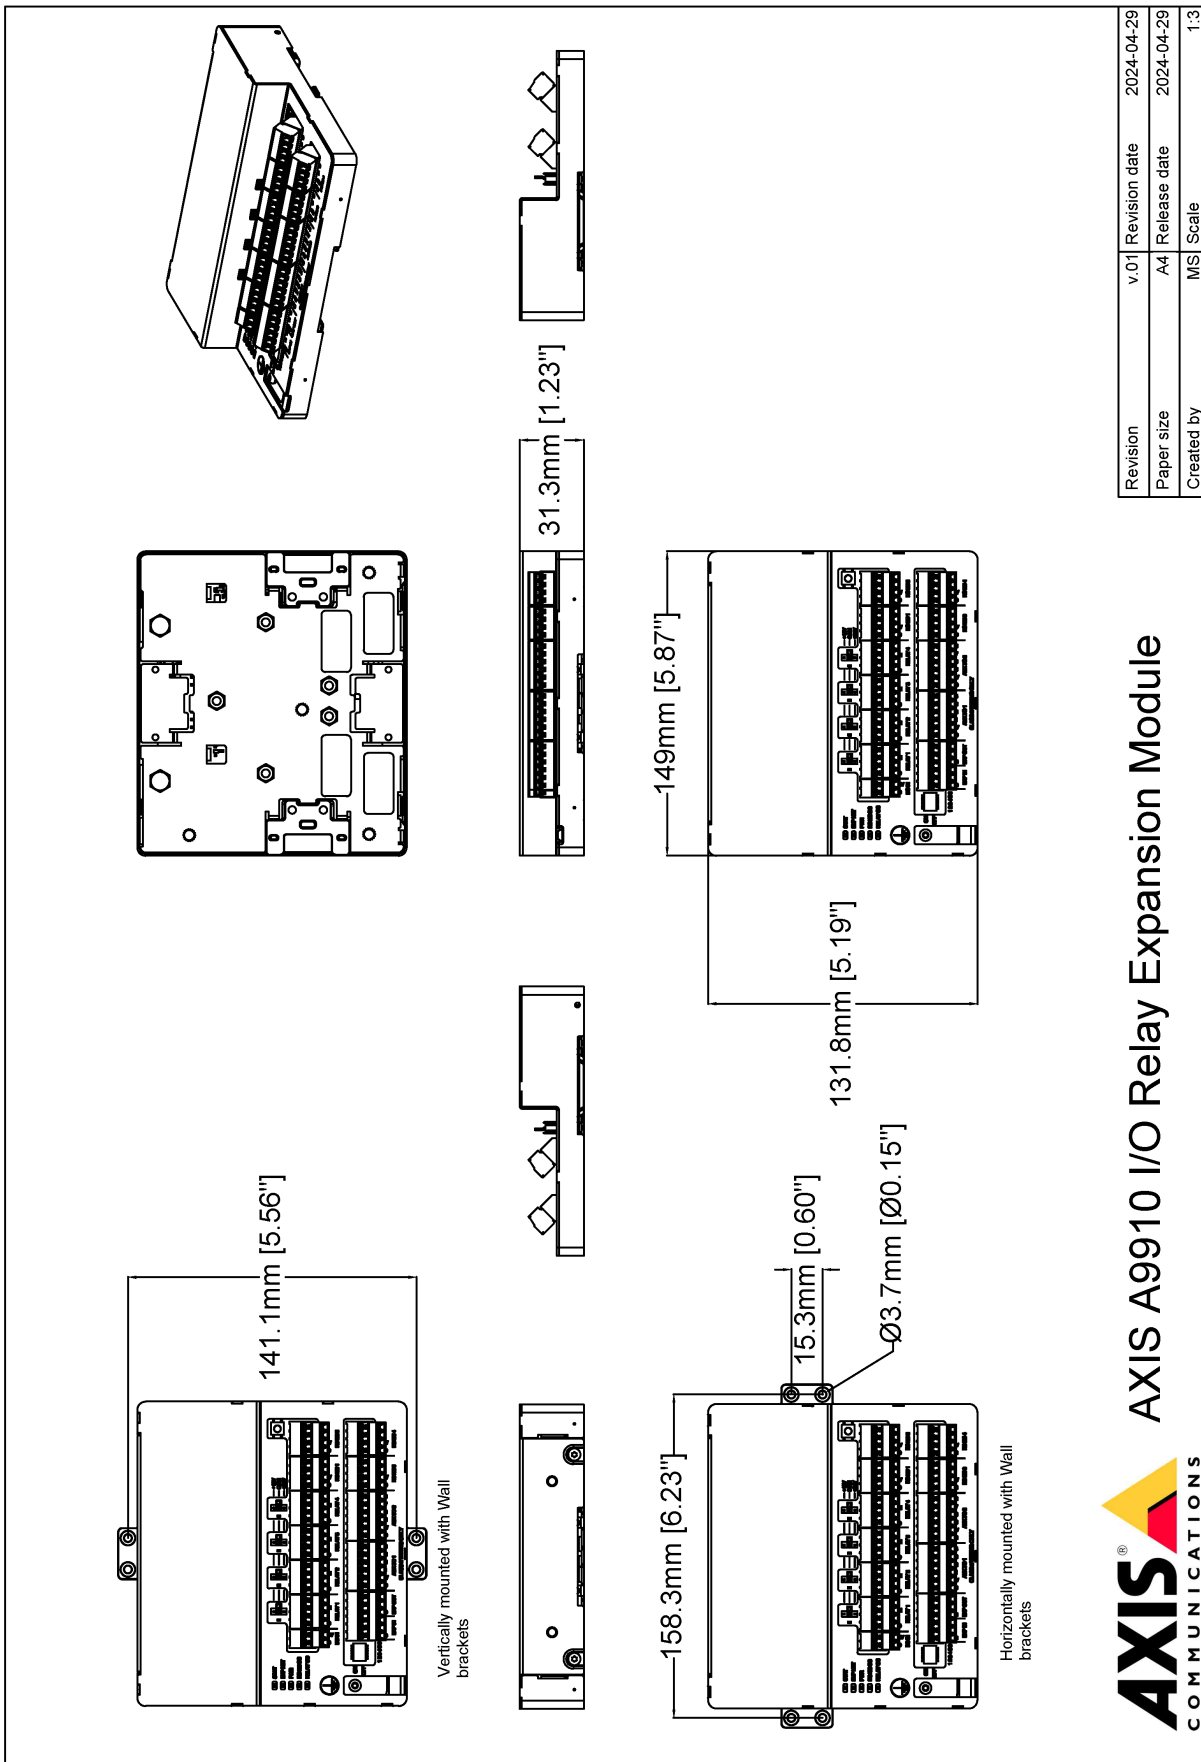 141.1mm [5.56"]
Vertically mounted with Wall
brackets
31.3mm [1.23"]
158.3mm [6.23"]
15.3mm [0.60"]
Ø3.7mm [Ø0.15"]
Horizontally mounted with Wall
brackets
149mm [5.87"]
131.8mm [5.19"]
AXIS®
COMMUNICATIONS
AXIS A9910 I/O Relay Expansion Module
Revision v.01 Revision date 2024-04-29
Paper size A4 Release date 2024-04-29
Created by MS Scale 1:3